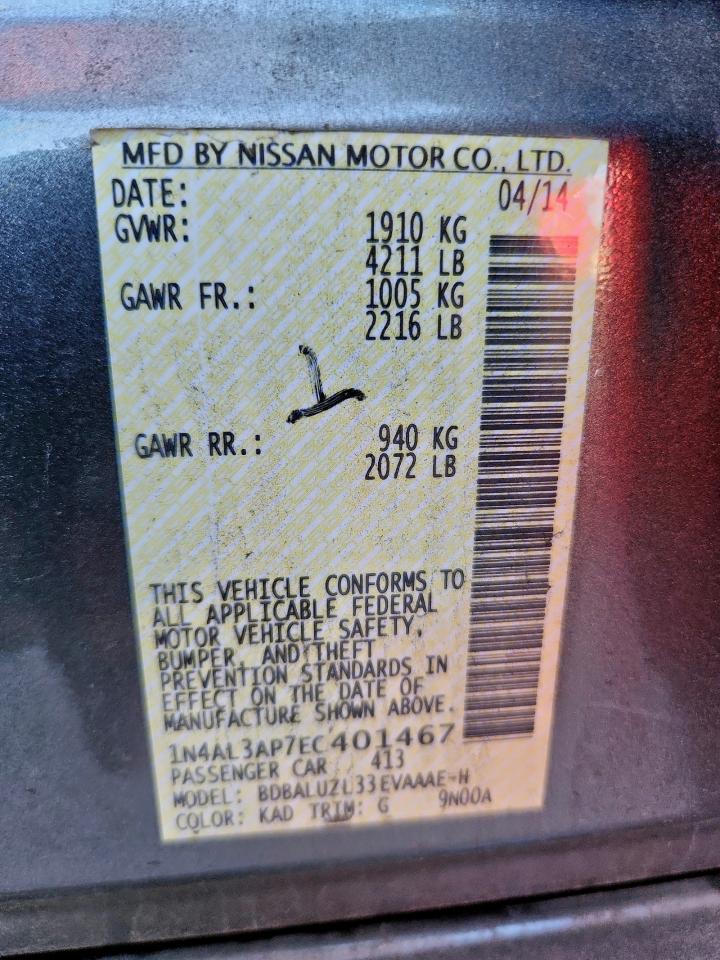 MFD BY NISSAN MOTOR CO., LTD.
DATE: 04/14
GVWR: 1910 KG
4211 LB
GAWR FR.: 1005 KG
2216 LB
GAWR RR.: 940 KG
2072 LB
THIS VEHICLE CONFORMS TO
ALL APPLICABLE FEDERAL
MOTOR VEHICLE SAFETY,
BUMPER, AND THEFT
PREVENTION STANDARDS IN
EFFECT ON THE DATE OF
MANUFACTURE SHOWN ABOVE.
1N4AL3AP7EC401467
PASSENGER CAR 413
MODEL: BDBALUZL33EVAAAE-H
COLOR: KAD TRIM: G 9N00A